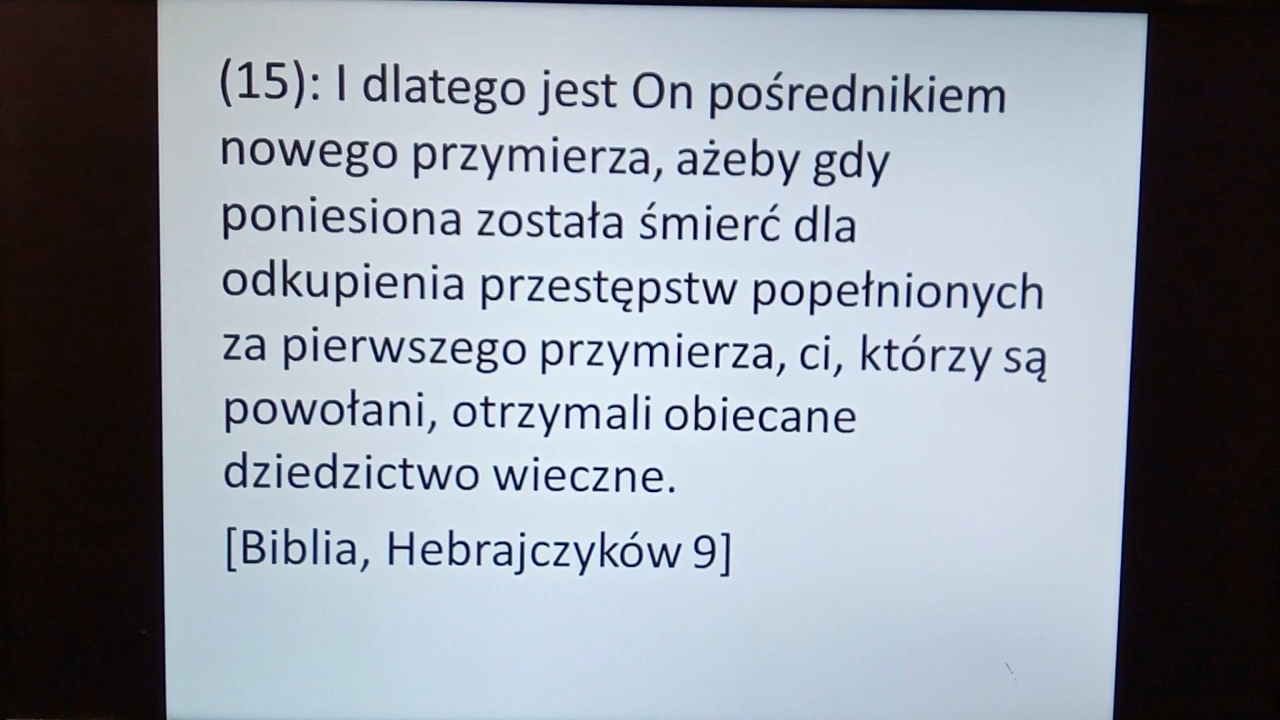 (15): I dlatego jest On pośrednikiem
nowego przymierza, ażeby gdy
poniesiona została śmierć dla
odkupienia przestępstw popełnionych
za pierwszego przymierza, ci, którzy są
powołani, otrzymali obiecane
dziedzictwo wieczne.
[Biblia, Hebrajczyków 9]